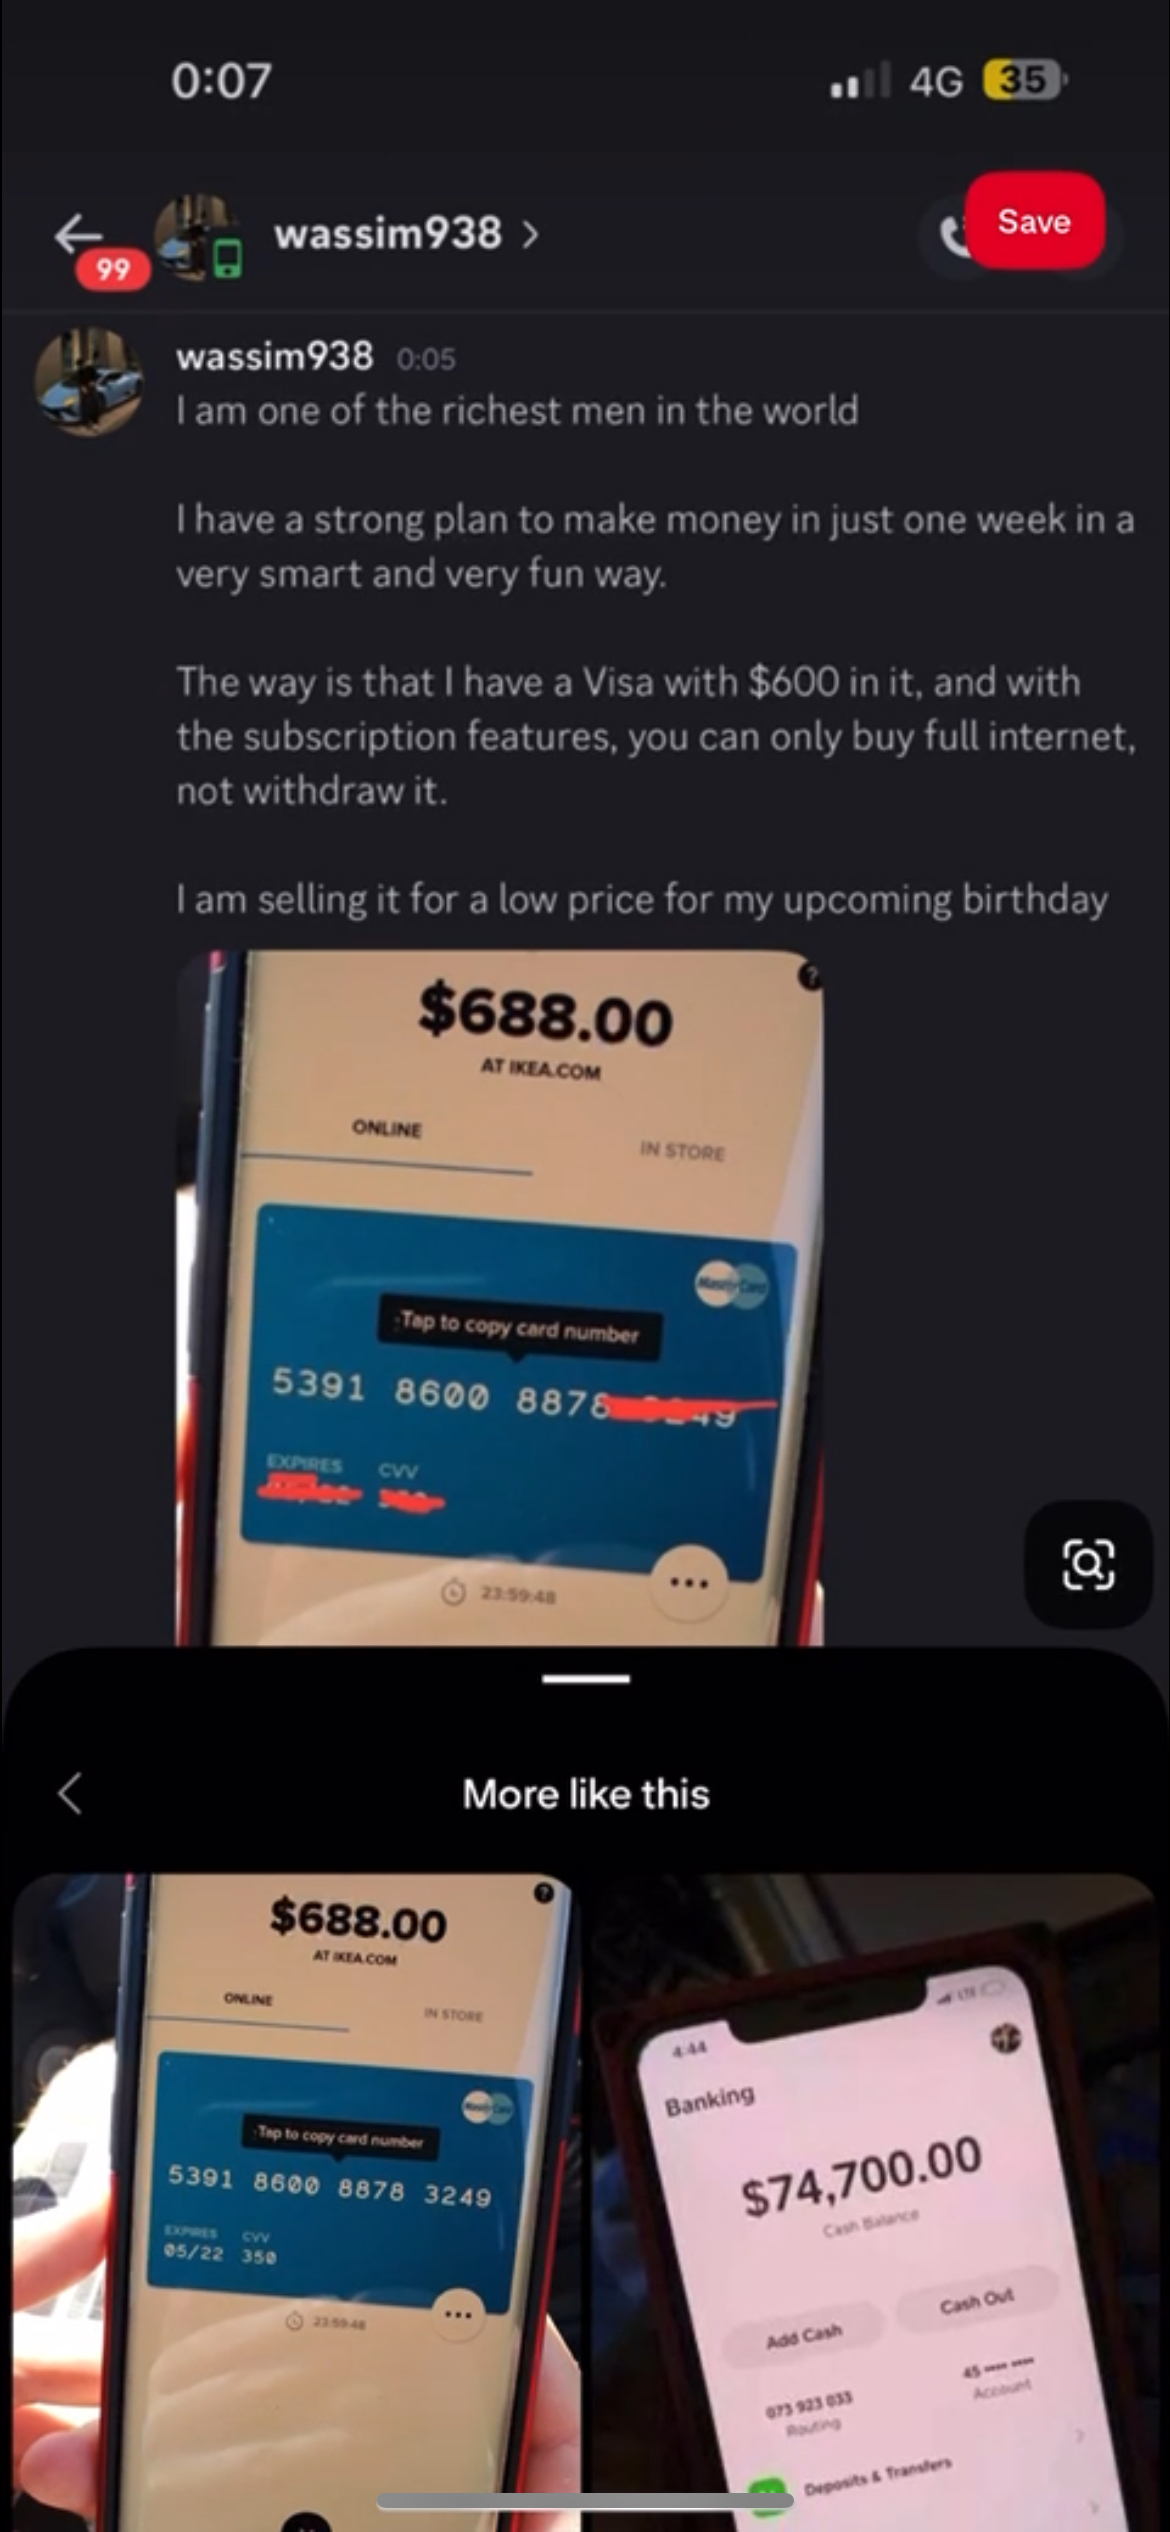 0:07
4G 35
99
wassim938
Save
wassim938 0:05
I am one of the richest men in the world
I have a strong plan to make money in just one week in a
very smart and very fun way.
The way is that I have a Visa with $600 in it, and with
the subscription features, you can only buy full internet,
not withdraw it.
I am selling it for a low price for my upcoming birthday
?
$688.00
AT IKEA.COM
ONLINE
IN STORE
MasterCard
Tap to copy card number
5391 8600 8878
EXPIRES CVV
23:59:48
More like this
?
$688.00
AT IKEA.COM
ONLINE
IN STORE
MasterCard
Tap to copy card number
5391 8600 8878 3249
EXPIRES CVV
05/22 350
23:59:48
4:44
LTE
Banking
$74,700.00
Cash Balance
Add Cash
Cash Out
073 923 033
Routing
45 •••• ••••
Account
Deposits & Transfers